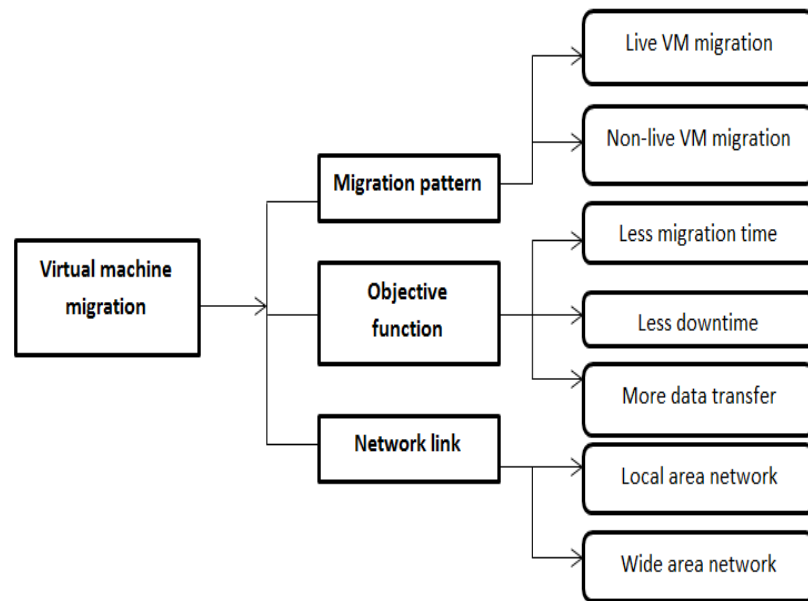 Virtual machine
migration
Migration pattern
Live VM migration
Non-live VM migration
Objective
function
Less migration time
Less downtime
More data transfer
Network link
Local area network
Wide area network